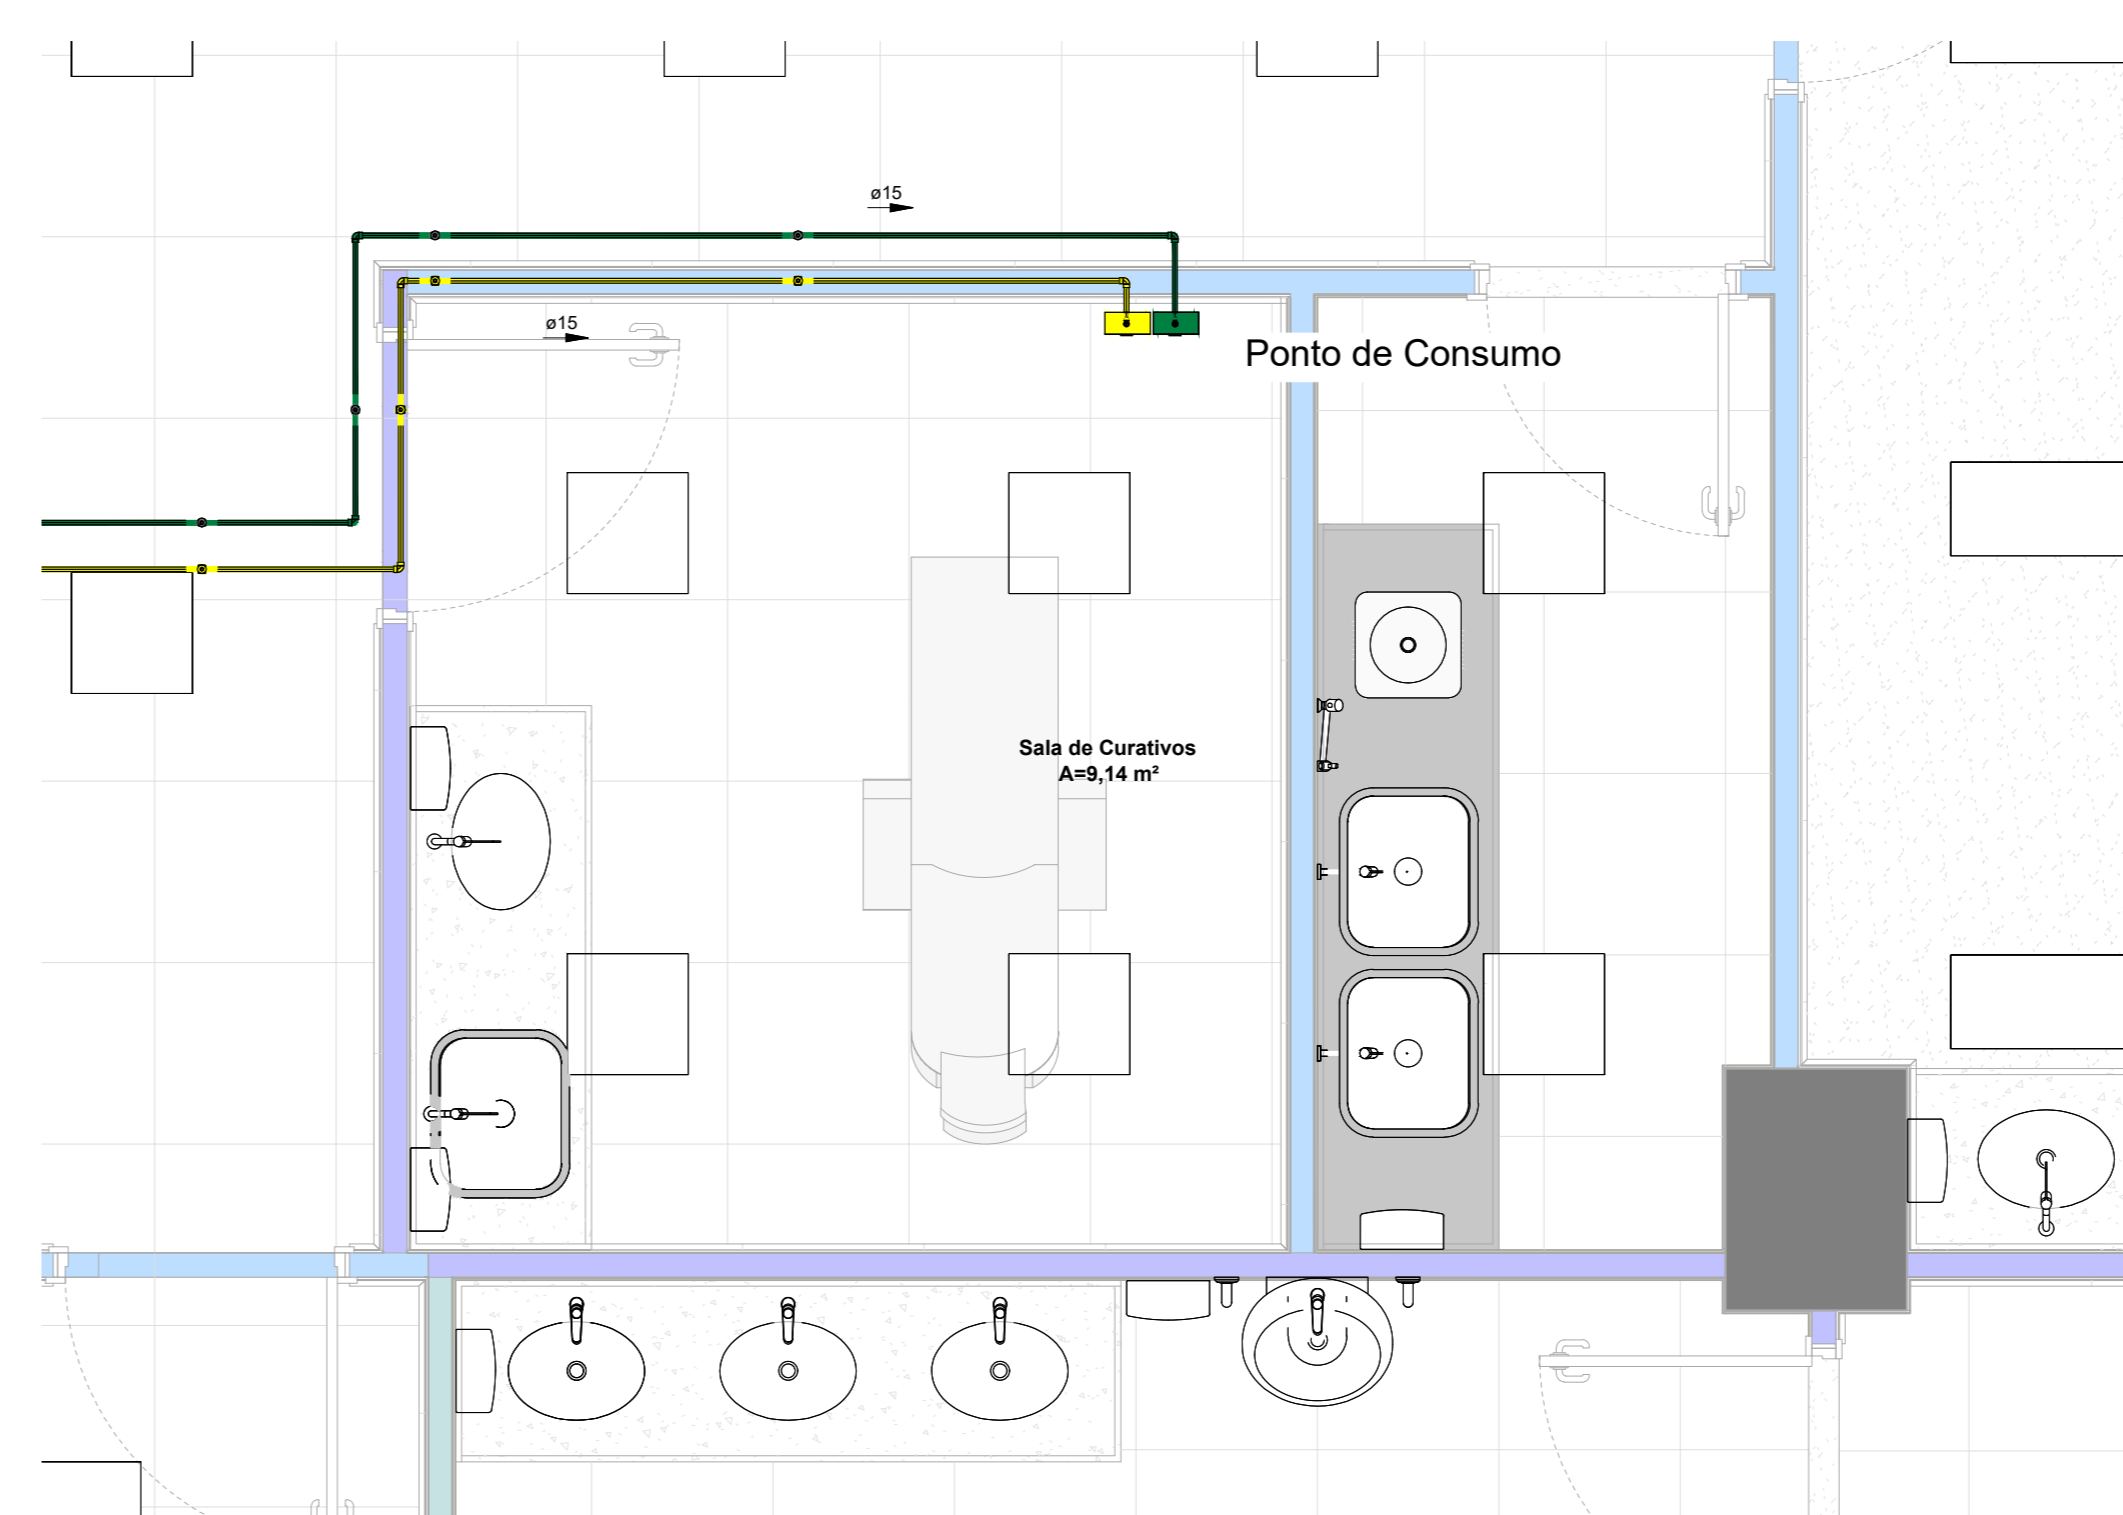 ø15
ø15
Ponto de Consumo
Sala de Curativos
A=9,14 m²